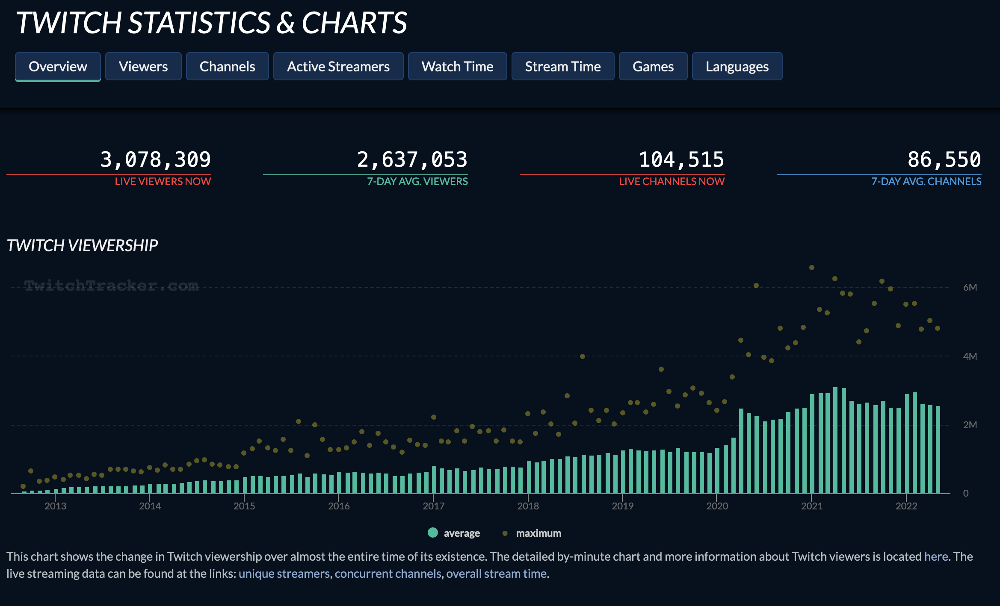 TWITCH STATISTICS & CHARTS
Overview Viewers Channels Active Streamers Watch Time Stream Time Games Languages
3,078,309
LIVE VIEWERS NOW
2,637,053
7-DAY AVG. VIEWERS
104,515
LIVE CHANNELS NOW
86,550
7-DAY AVG. CHANNELS
TWITCH VIEWERSHIP
TwitchTracker.com
6M
4M
2M
0
2013 2014 2015 2016 2017 2018 2019 2020 2021 2022
average maximum
This chart shows the change in Twitch viewership over almost the entire time of its existence. The detailed by-minute chart and more information about Twitch viewers is located here. The
live streaming data can be found at the links: unique streamers, concurrent channels, overall stream time.